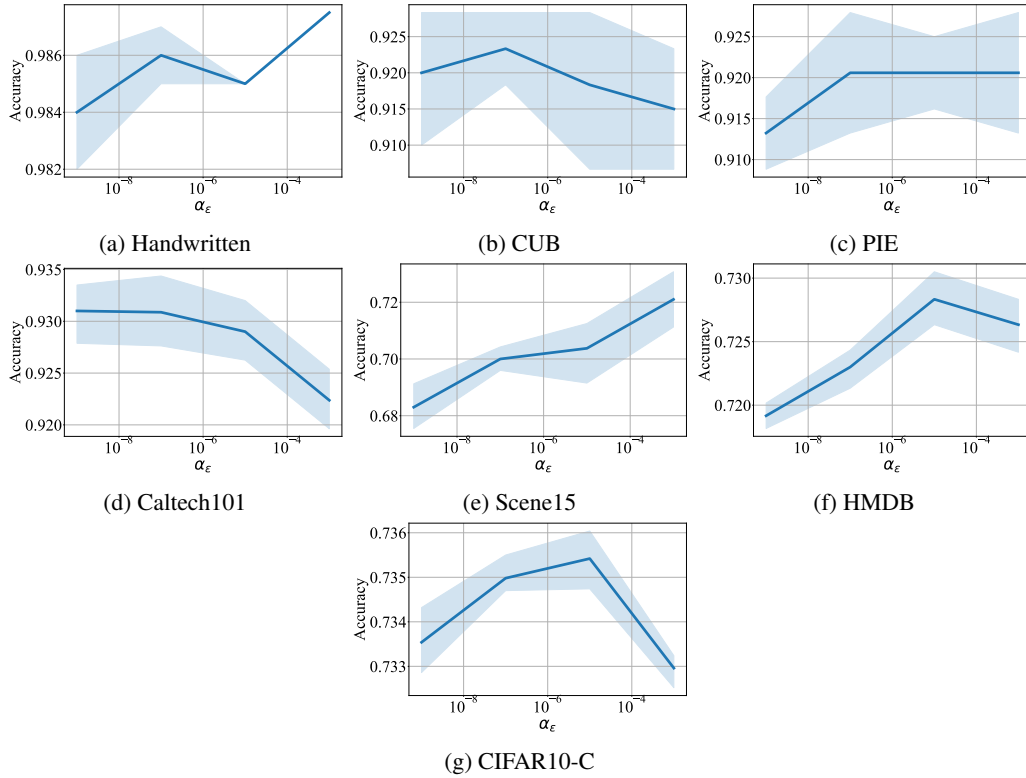 0.986
0.984
0.982
Accuracy
10⁻⁸
10⁻⁶
10⁻⁴
α_ε
(a) Handwritten
0.925
0.920
0.915
0.910
Accuracy
10⁻⁸
10⁻⁶
10⁻⁴
α_ε
(b) CUB
0.925
0.920
0.915
0.910
Accuracy
10⁻⁸
10⁻⁶
10⁻⁴
α_ε
(c) PIE
0.935
0.930
0.925
0.920
Accuracy
10⁻⁸
10⁻⁶
10⁻⁴
α_ε
(d) Caltech101
0.72
0.70
0.68
Accuracy
10⁻⁸
10⁻⁶
10⁻⁴
α_ε
(e) Scene15
0.730
0.725
0.720
Accuracy
10⁻⁸
10⁻⁶
10⁻⁴
α_ε
(f) HMDB
0.736
0.735
0.734
0.733
Accuracy
10⁻⁸
10⁻⁶
10⁻⁴
α_ε
(g) CIFAR10-C